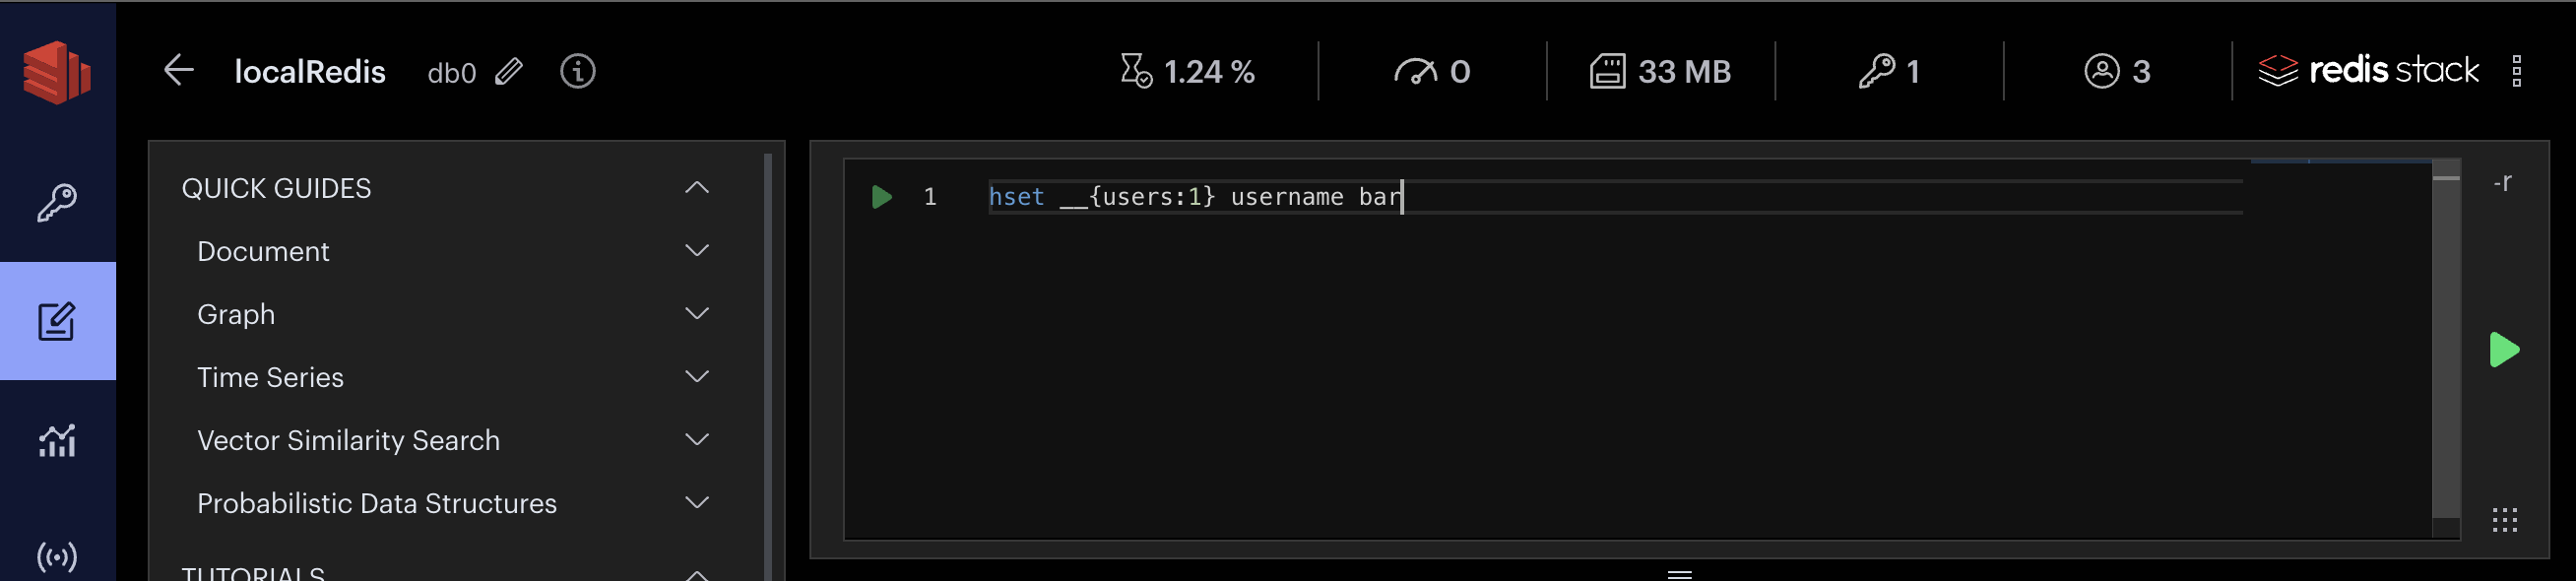 localRedis db0 1.24 % 0 33 MB 1 3 redis stack
QUICK GUIDES
Document
Graph
Time Series
Vector Similarity Search
Probabilistic Data Structures
TUTORIALS
1 hset __{users:1} username bar
-r